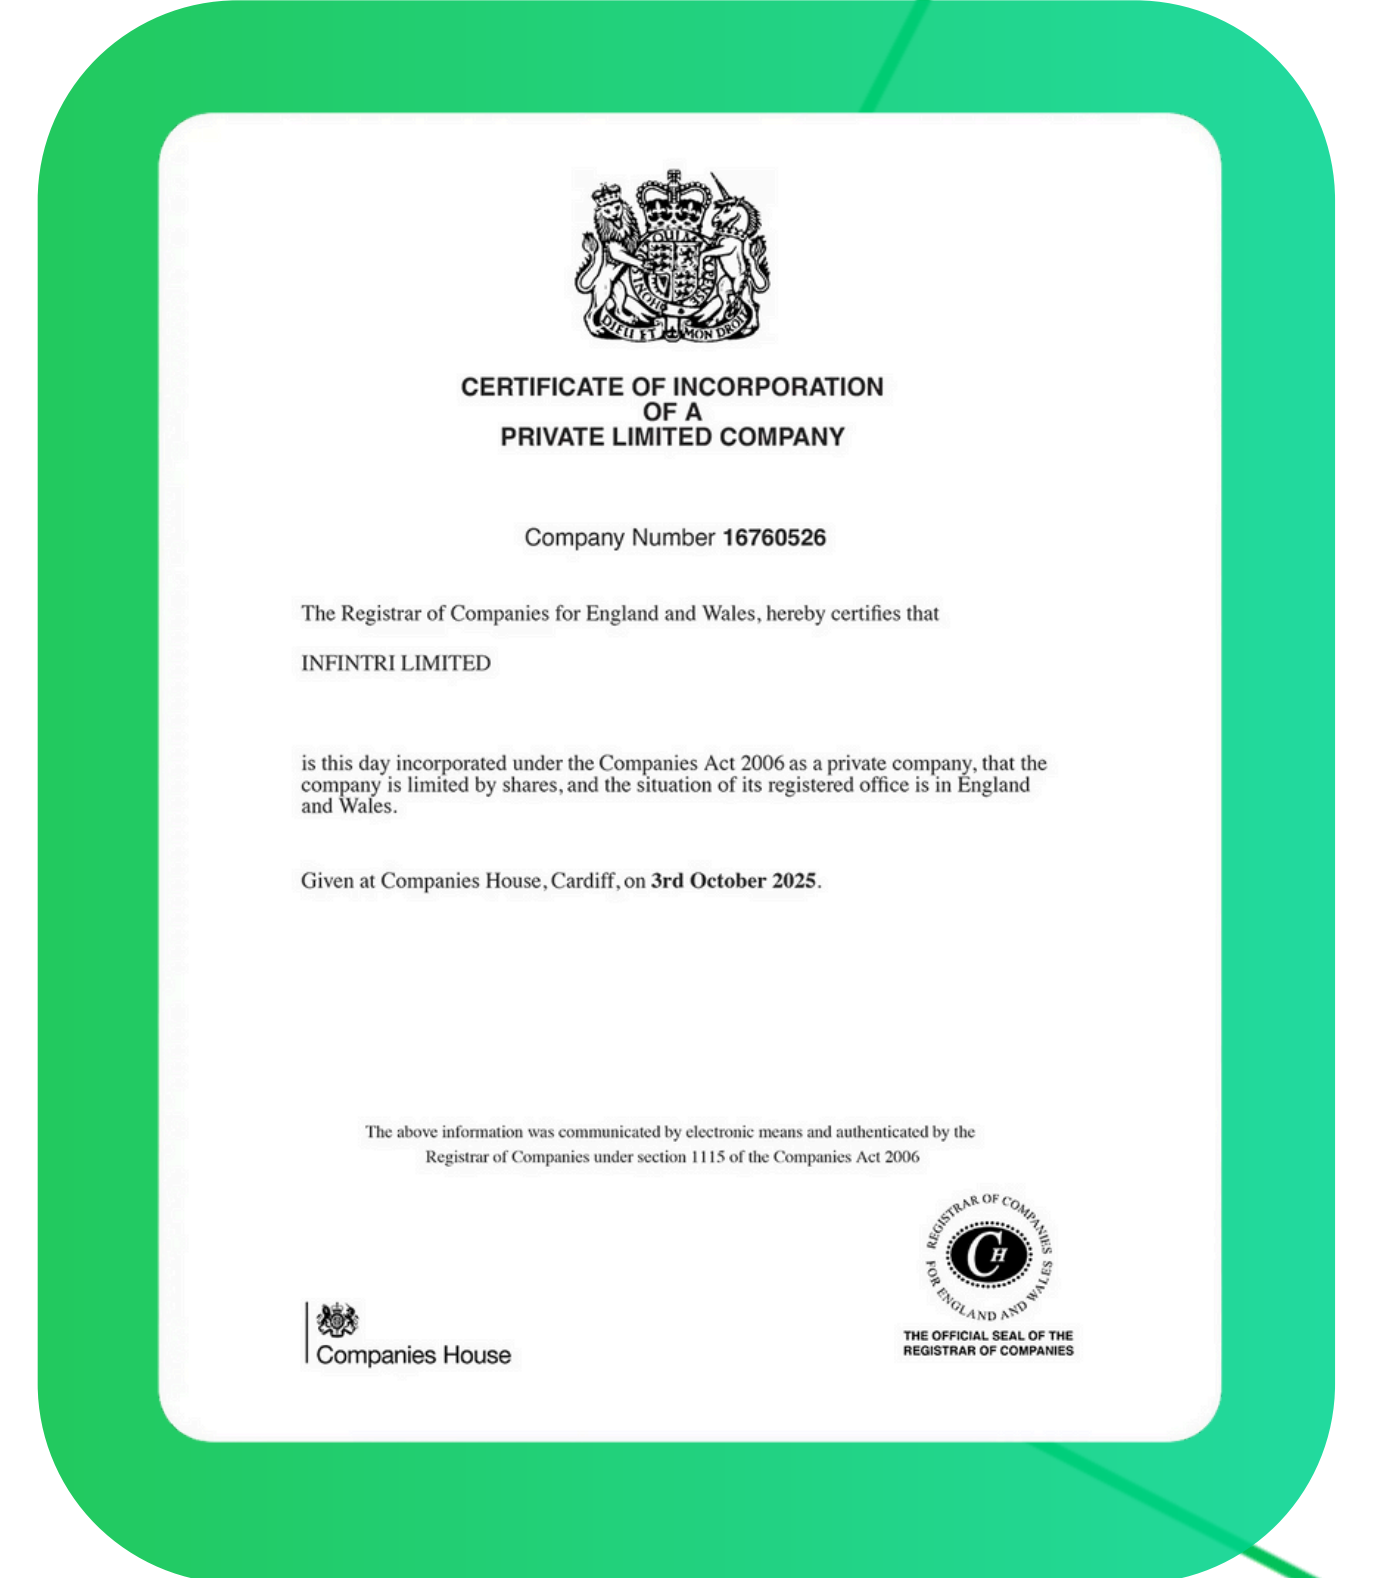 QUI MAL
HONI
PENSE
DIEU ET MON DROIT
CERTIFICATE OF INCORPORATION
OF A
PRIVATE LIMITED COMPANY
Company Number 16760526
The Registrar of Companies for England and Wales, hereby certifies that
INFINTRI LIMITED
is this day incorporated under the Companies Act 2006 as a private company, that the
company is limited by shares, and the situation of its registered office is in England
and Wales.
Given at Companies House, Cardiff, on 3rd October 2025.
The above information was communicated by electronic means and authenticated by the
Registrar of Companies under section 1115 of the Companies Act 2006
REGISTRAR OF COMPANIES
FOR ENGLAND AND WALES
CH
THE OFFICIAL SEAL OF THE
REGISTRAR OF COMPANIES
Companies House